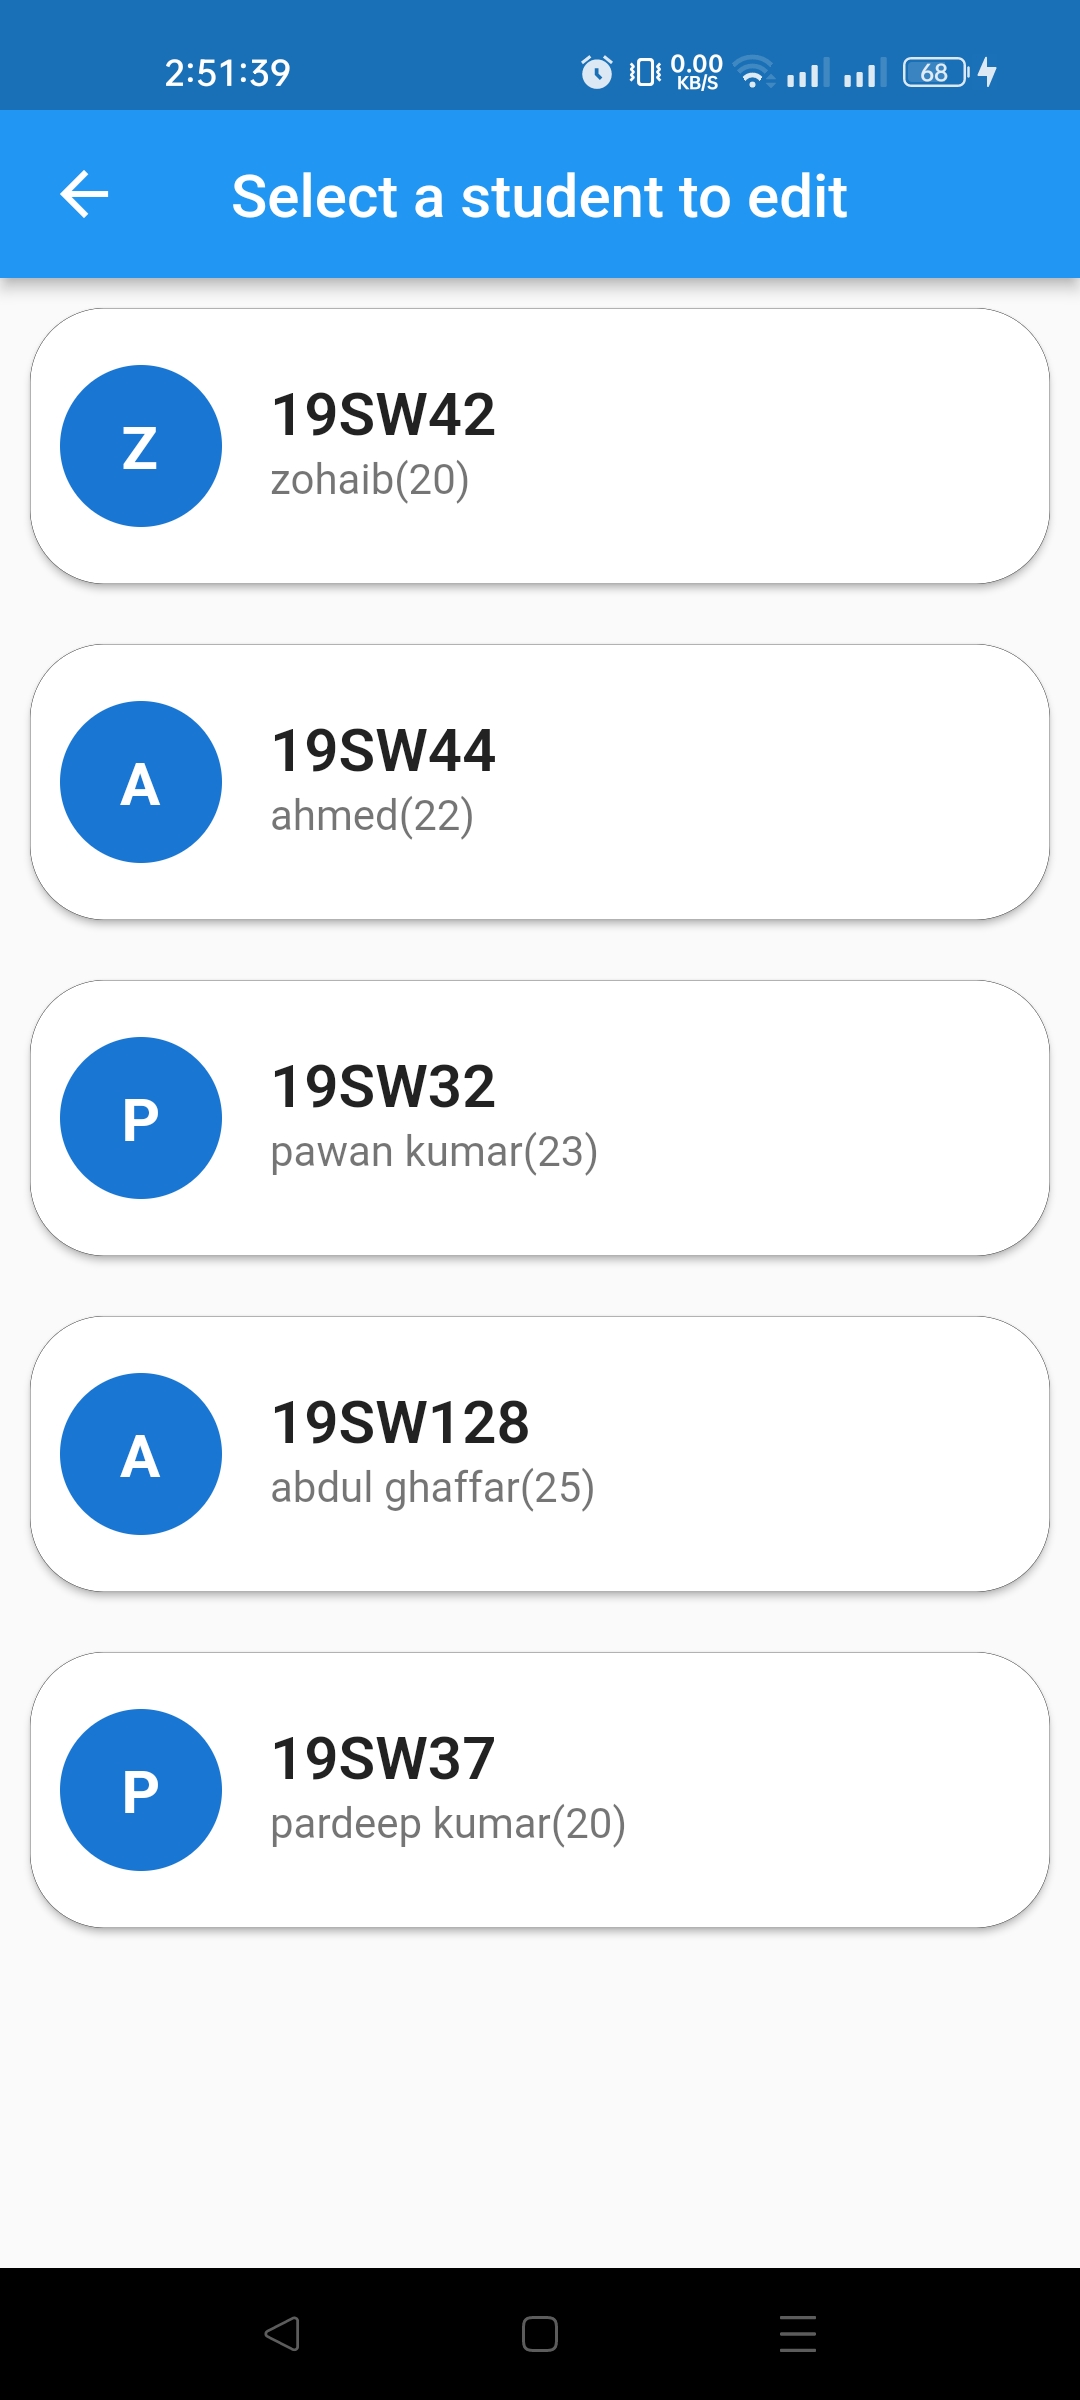 2:51:39 0.00 KB/S 68
Select a student to edit
Z
19SW42
zohaib(20)
A
19SW44
ahmed(22)
P
19SW32
pawan kumar(23)
A
19SW128
abdul ghaffar(25)
P
19SW37
pardeep kumar(20)